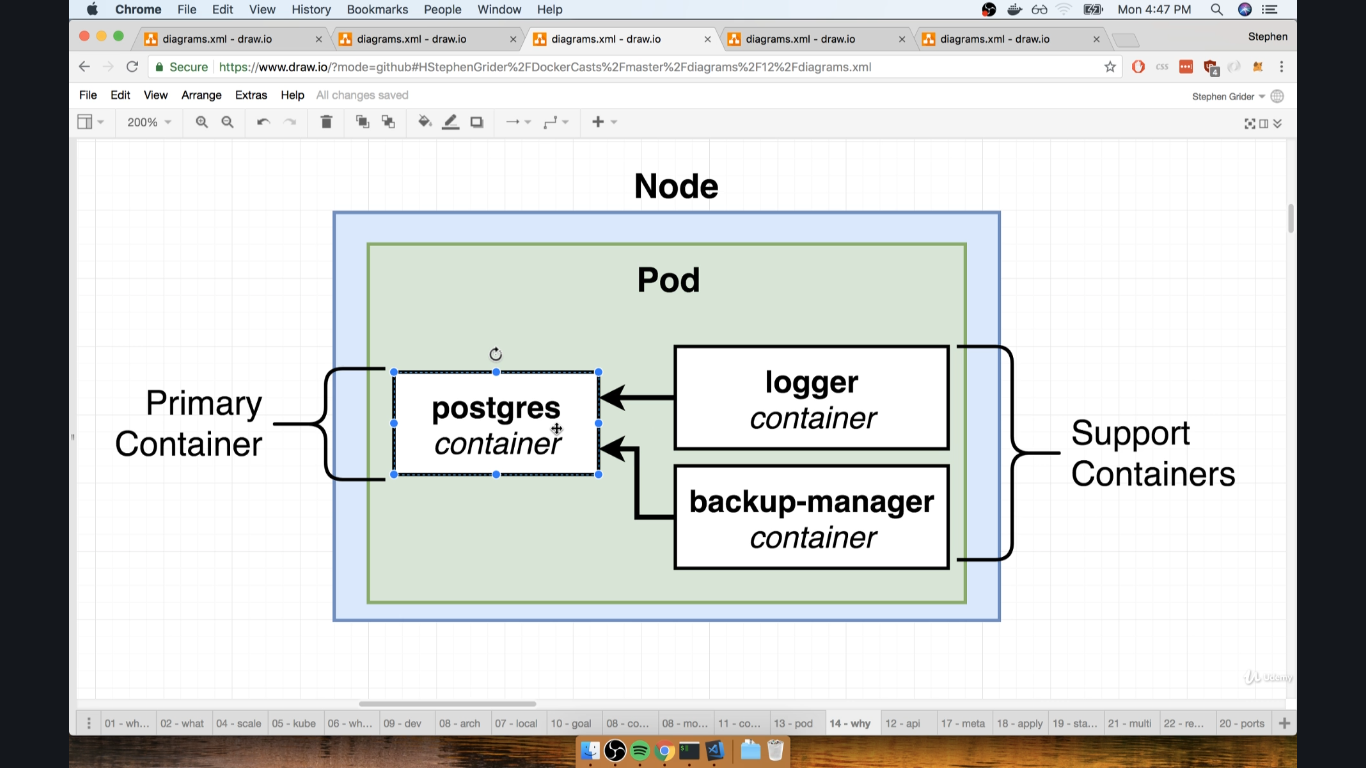 Chrome File Edit View History Bookmarks People Window Help Mon 4:47 PM
diagrams.xml - draw.io diagrams.xml - draw.io diagrams.xml - draw.io diagrams.xml - draw.io diagrams.xml - draw.io Stephen
Secure https://www.draw.io/?mode=github#HStephenGrider%2FDockerCasts%2Fmaster%2Fdiagrams%2F12%2Fdiagrams.xml CSS 4
File Edit View Arrange Extras Help All changes saved Stephen Grider
200%
Node
Pod
Primary
Container
postgres
container
logger
container
backup-manager
container
Support
Containers
Udemy
01 - wh... 02 - what 04 - scale 05 - kube 06 - wh... 09 - dev 08 - arch 07 - local 10 - goal 06 - co... 08 - mo... 11 - co... 13 - pod 14 - why 12 - api 17 - meta 18 - apply 19 - sta... 21 - multi 22 - re... 20 - ports